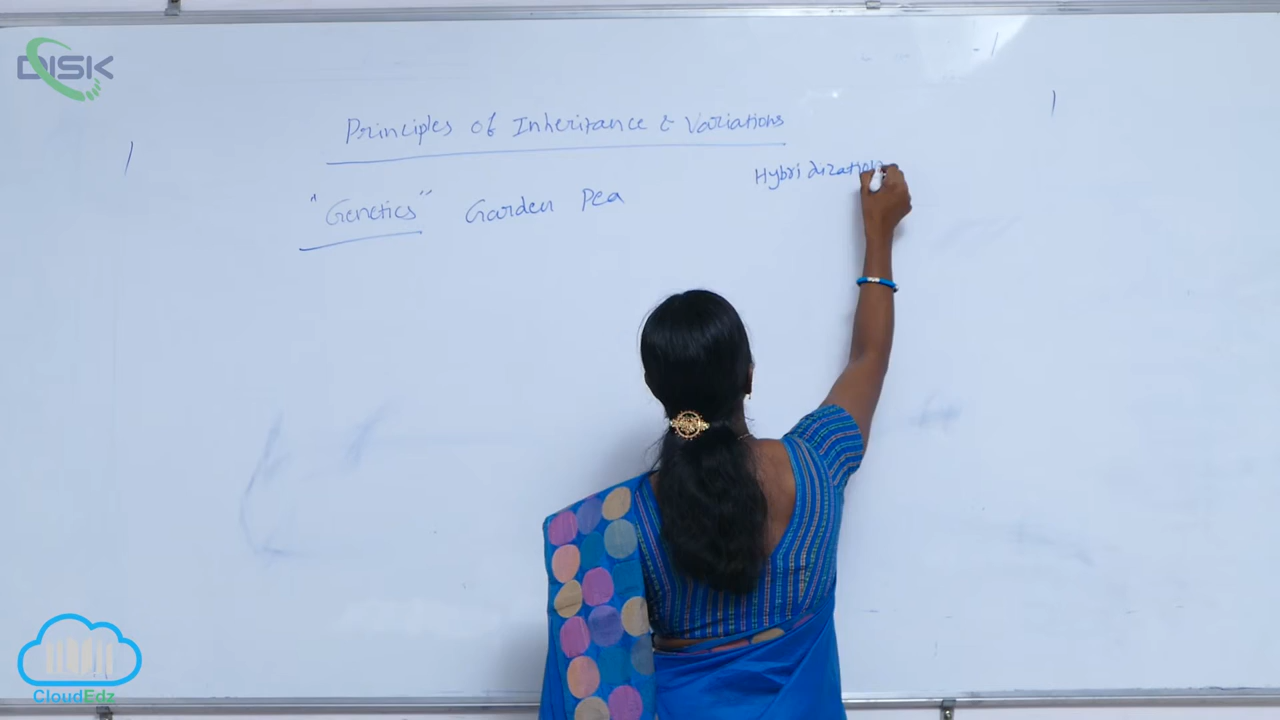 DISK
Principles of Inheritance & Variations
"Genetics" Garden Pea
Hybridization
CloudEdz